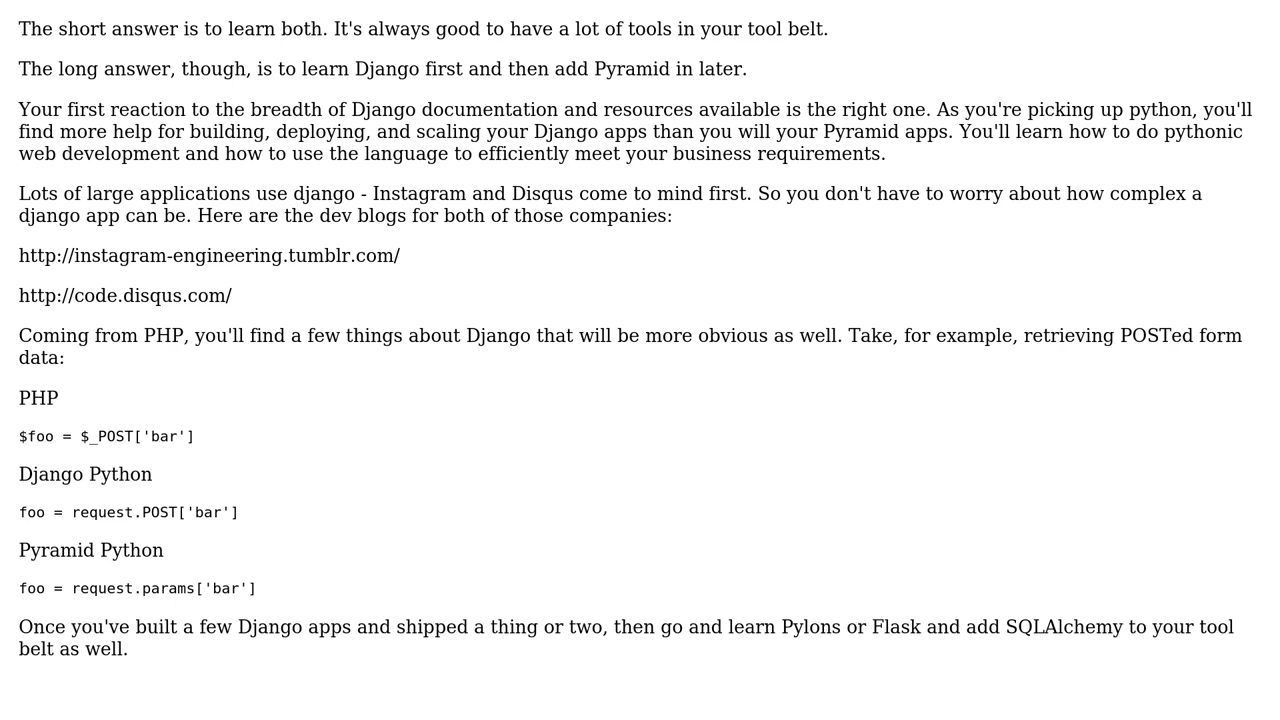 The short answer is to learn both. It's always good to have a lot of tools in your tool belt.
The long answer, though, is to learn Django first and then add Pyramid in later.
Your first reaction to the breadth of Django documentation and resources available is the right one. As you're picking up python, you'll
find more help for building, deploying, and scaling your Django apps than you will your Pyramid apps. You'll learn how to do pythonic
web development and how to use the language to efficiently meet your business requirements.
Lots of large applications use django - Instagram and Disqus come to mind first. So you don't have to worry about how complex a
django app can be. Here are the dev blogs for both of those companies:
http://instagram-engineering.tumblr.com/
http://code.disqus.com/
Coming from PHP, you'll find a few things about Django that will be more obvious as well. Take, for example, retrieving POSTed form
data:
PHP
$foo = $_POST['bar']
Django Python
foo = request.POST['bar']
Pyramid Python
foo = request.params['bar']
Once you've built a few Django apps and shipped a thing or two, then go and learn Pylons or Flask and add SQLAlchemy to your tool
belt as well.